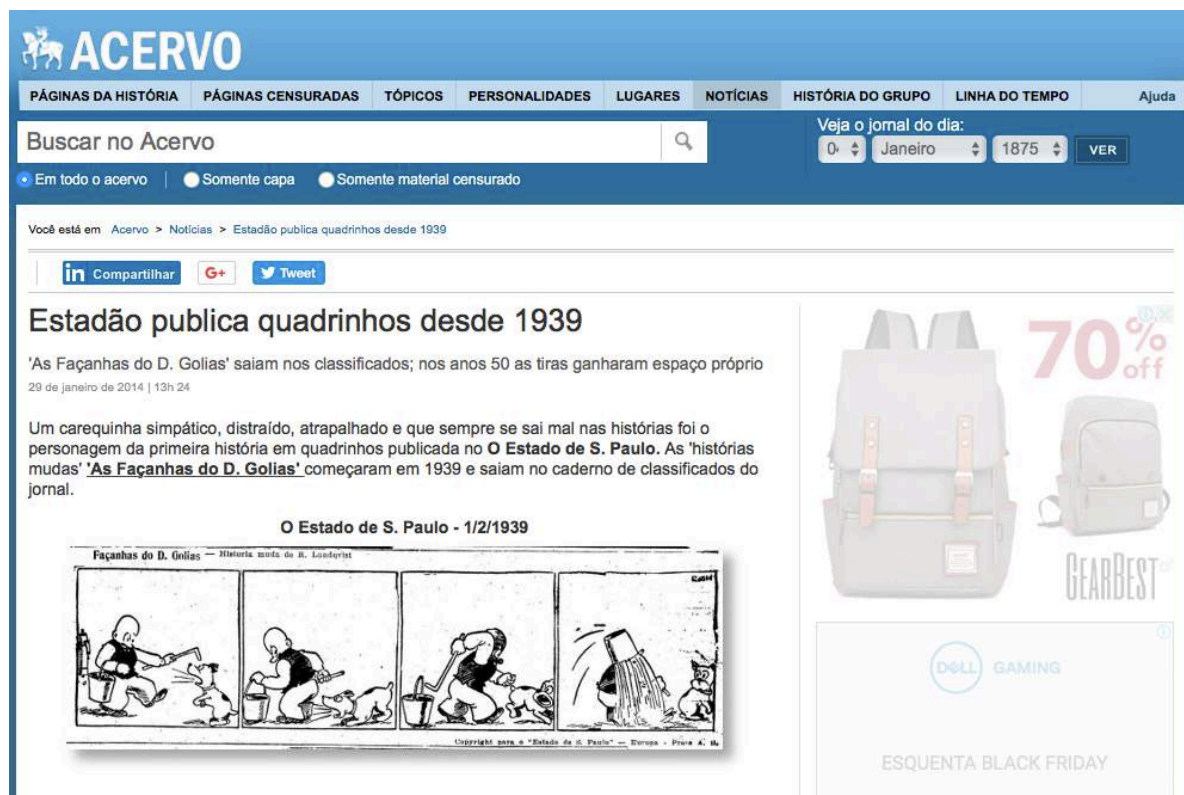 ACERVO
PÁGINAS DA HISTÓRIA PÁGINAS CENSURADAS TÓPICOS PERSONALIDADES LUGARES NOTÍCIAS HISTÓRIA DO GRUPO LINHA DO TEMPO Ajuda
Buscar no Acervo
Veja o jornal do dia:
Janeiro 1875 VER
Em todo o acervo Somente capa Somente material censurado
Você está em Acervo > Notícias > Estadão publica quadrinhos desde 1939
in Compartilhar G+ Tweet
Estadão publica quadrinhos desde 1939
'As Façanhas do D. Golias' saiam nos classificados; nos anos 50 as tiras ganharam espaço próprio
29 de janeiro de 2014 | 13h 24
Um carequinha simpático, distraído, atrapalhado e que sempre se sai mal nas histórias foi o
personagem da primeira história em quadrinhos publicada no O Estado de S. Paulo. As 'histórias
mudas' 'As Façanhas do D. Golias' começaram em 1939 e saiam no caderno de classificados do
jornal.
O Estado de S. Paulo - 1/2/1939
Façanhas do D. Golias — Historia muda de R. Lundqvist
Copyright para o "Estado de S. Paulo" — Europa - Press A. B.
70% off
GEARBEST
DELL GAMING
ESQUENTA BLACK FRIDAY